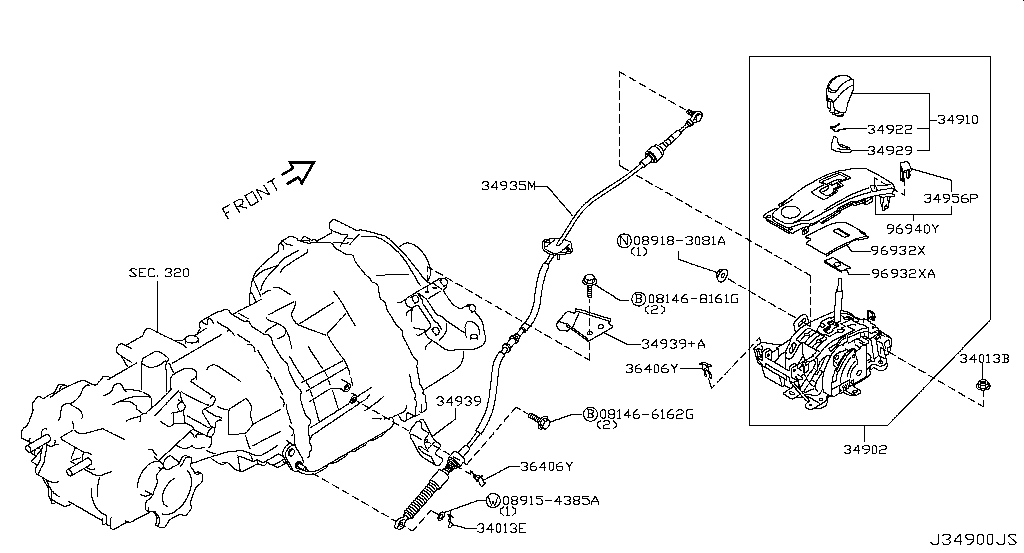 34910
34922
34929
34956P
96940Y
96932X
96932XA
34935M
FRONT
N08918-3081A
(1)
SEC. 320
B08146-8161G
(2)
34939+A
36406Y
34013B
34939
B08146-6162G
(2)
34902
36406Y
W08915-4385A
(1)
34013E
J34900JS